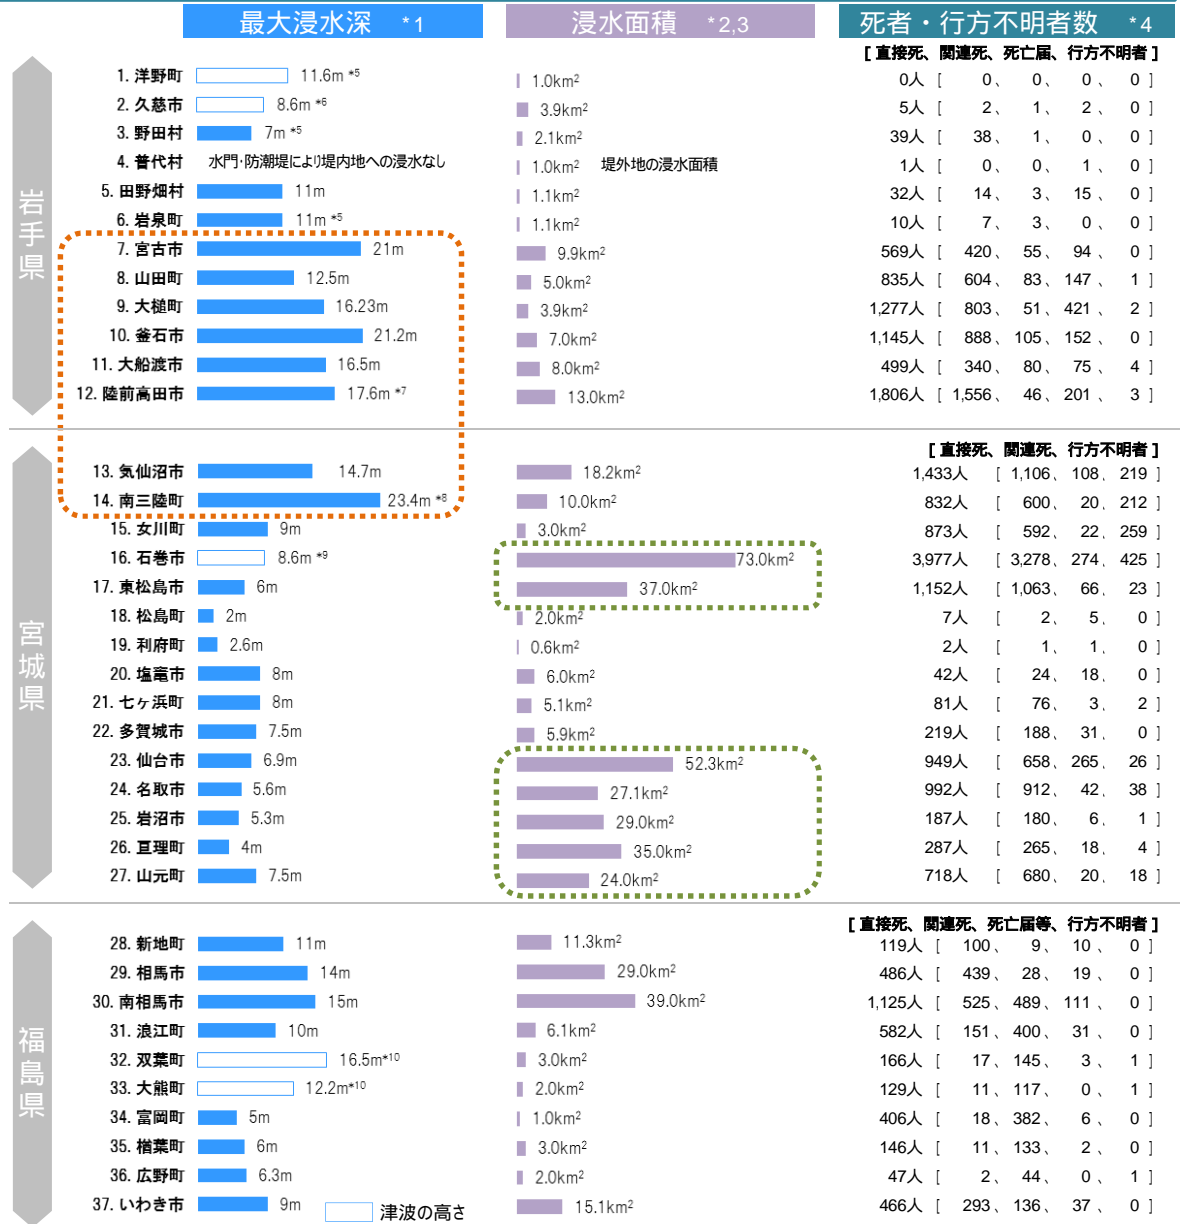 最大浸水深 *1 浸水面積 *2,3 死者・行方不明者数 *4
[ 直接死、関連死、死亡届、行方不明者 ]
岩手県
1. 洋野町 11.6m *5 1.0km² 0人 [ 0、 0、 0、 0 ]
2. 久慈市 8.6m *6 3.9km² 5人 [ 2、 1、 2、 0 ]
3. 野田村 7m *5 2.1km² 39人 [ 38、 1、 0、 0 ]
4. 普代村 水門・防潮堤により堤内地への浸水なし 1.0km² 堤外地の浸水面積 1人 [ 0、 0、 1、 0 ]
5. 田野畑村 11m 1.1km² 32人 [ 14、 3、 15、 0 ]
6. 岩泉町 11m *5 1.1km² 10人 [ 7、 3、 0、 0 ]
7. 宮古市 21m 9.9km² 569人 [ 420、 55、 94、 0 ]
8. 山田町 12.5m 5.0km² 835人 [ 604、 83、 147、 1 ]
9. 大槌町 16.23m 3.9km² 1,277人 [ 803、 51、 421、 2 ]
10. 釜石市 21.2m 7.0km² 1,145人 [ 888、 105、 152、 0 ]
11. 大船渡市 16.5m 8.0km² 499人 [ 340、 80、 75、 4 ]
12. 陸前高田市 17.6m *7 13.0km² 1,806人 [ 1,556、 46、 201、 3 ]
[ 直接死、関連死、行方不明者 ]
宮城県
13. 気仙沼市 14.7m 18.2km² 1,433人 [ 1,106、 108、 219 ]
14. 南三陸町 23.4m *8 10.0km² 832人 [ 600、 20、 212 ]
15. 女川町 9m 3.0km² 873人 [ 592、 22、 259 ]
16. 石巻市 8.6m *9 73.0km² 3,977人 [ 3,278、 274、 425 ]
17. 東松島市 6m 37.0km² 1,152人 [ 1,063、 66、 23 ]
18. 松島町 2m 2.0km² 7人 [ 2、 5、 0 ]
19. 利府町 2.6m 0.6km² 2人 [ 1、 1、 0 ]
20. 塩竈市 8m 6.0km² 42人 [ 24、 18、 0 ]
21. 七ヶ浜町 8m 5.1km² 81人 [ 76、 3、 2 ]
22. 多賀城市 7.5m 5.9km² 219人 [ 188、 31、 0 ]
23. 仙台市 6.9m 52.3km² 949人 [ 658、 265、 26 ]
24. 名取市 5.6m 27.1km² 992人 [ 912、 42、 38 ]
25. 岩沼市 5.3m 29.0km² 187人 [ 180、 6、 1 ]
26. 亘理町 4m 35.0km² 287人 [ 265、 18、 4 ]
27. 山元町 7.5m 24.0km² 718人 [ 680、 20、 18 ]
[ 直接死、関連死、死亡届等、行方不明者 ]
福島県
28. 新地町 11m 11.3km² 119人 [ 100、 9、 10、 0 ]
29. 相馬市 14m 29.0km² 486人 [ 439、 28、 19、 0 ]
30. 南相馬市 15m 39.0km² 1,125人 [ 525、 489、 111、 0 ]
31. 浪江町 10m 6.1km² 582人 [ 151、 400、 31、 0 ]
32. 双葉町 16.5m*10 3.0km² 166人 [ 17、 145、 3、 1 ]
33. 大熊町 12.2m*10 2.0km² 129人 [ 11、 117、 0、 1 ]
34. 富岡町 5m 1.0km² 406人 [ 18、 382、 6、 0 ]
35. 楢葉町 6m 3.0km² 146人 [ 11、 133、 2、 0 ]
36. 広野町 6.3m 2.0km² 47人 [ 2、 44、 0、 1 ]
37. いわき市 9m 15.1km² 466人 [ 293、 136、 37、 0 ]
津波の高さ